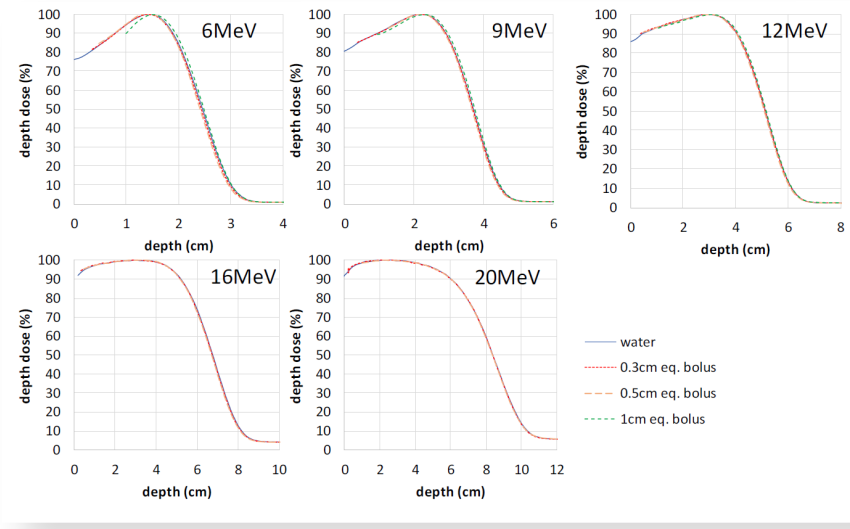 6MeV
100
90
80
70
60
50
40
30
20
10
0
depth dose (%)
0 1 2 3 4
depth (cm)
9MeV
100
90
80
70
60
50
40
30
20
10
0
depth dose (%)
0 2 4 6
depth (cm)
12MeV
100
90
80
70
60
50
40
30
20
10
0
depth dose (%)
0 2 4 6 8
depth (cm)
16MeV
100
90
80
70
60
50
40
30
20
10
0
depth dose (%)
0 2 4 6 8 10
depth (cm)
20MeV
100
90
80
70
60
50
40
30
20
10
0
depth dose (%)
0 2 4 6 8 10 12
depth (cm)
water
0.3cm eq. bolus
0.5cm eq. bolus
1cm eq. bolus